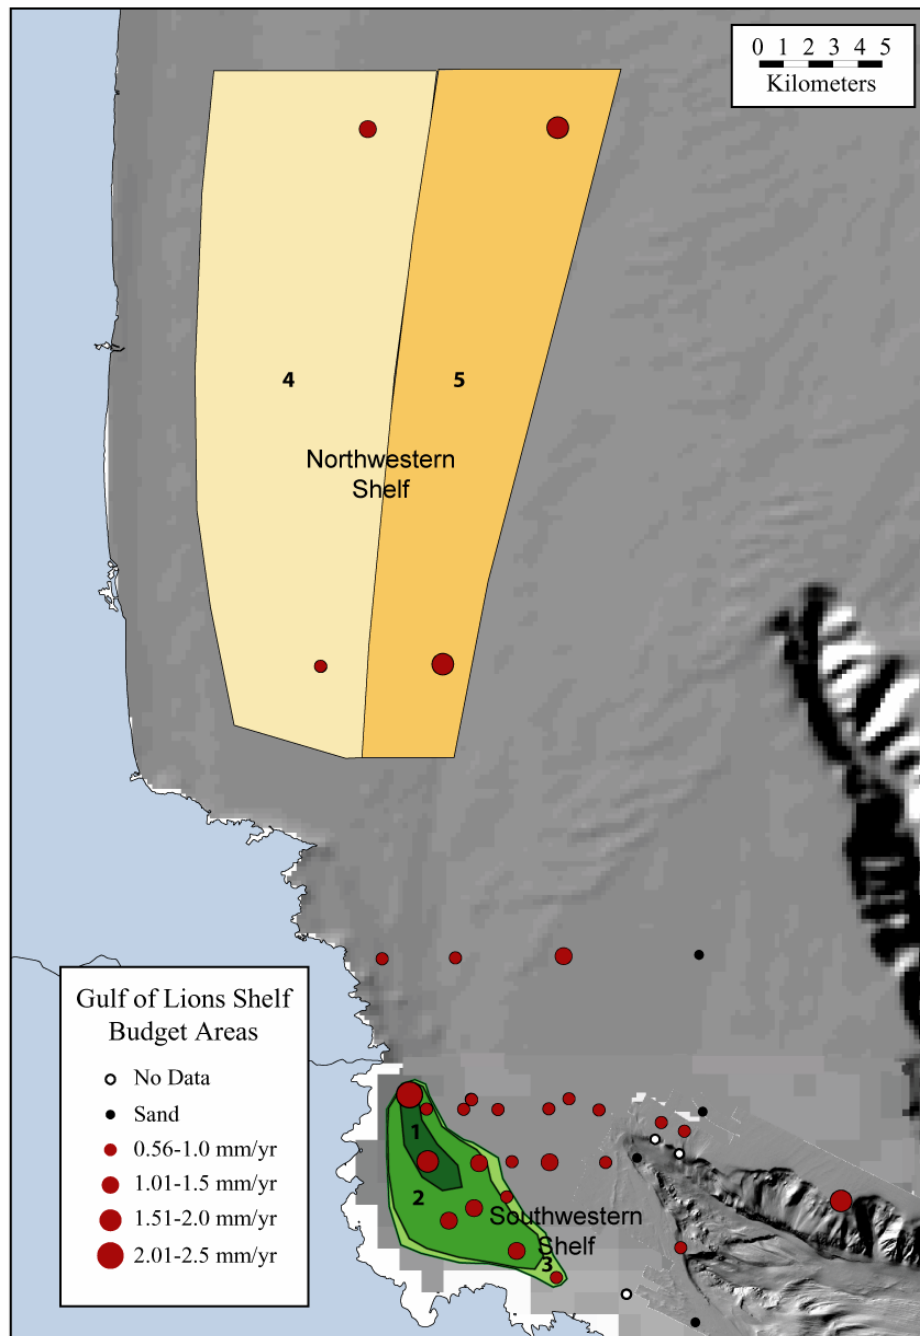 0 1 2 3 4 5
Kilometers
4
5
Northwestern
Shelf
Gulf of Lions Shelf
Budget Areas
No Data
Sand
0.56-1.0 mm/yr
1.01-1.5 mm/yr
1.51-2.0 mm/yr
2.01-2.5 mm/yr
1
2
Southwestern
Shelf
3